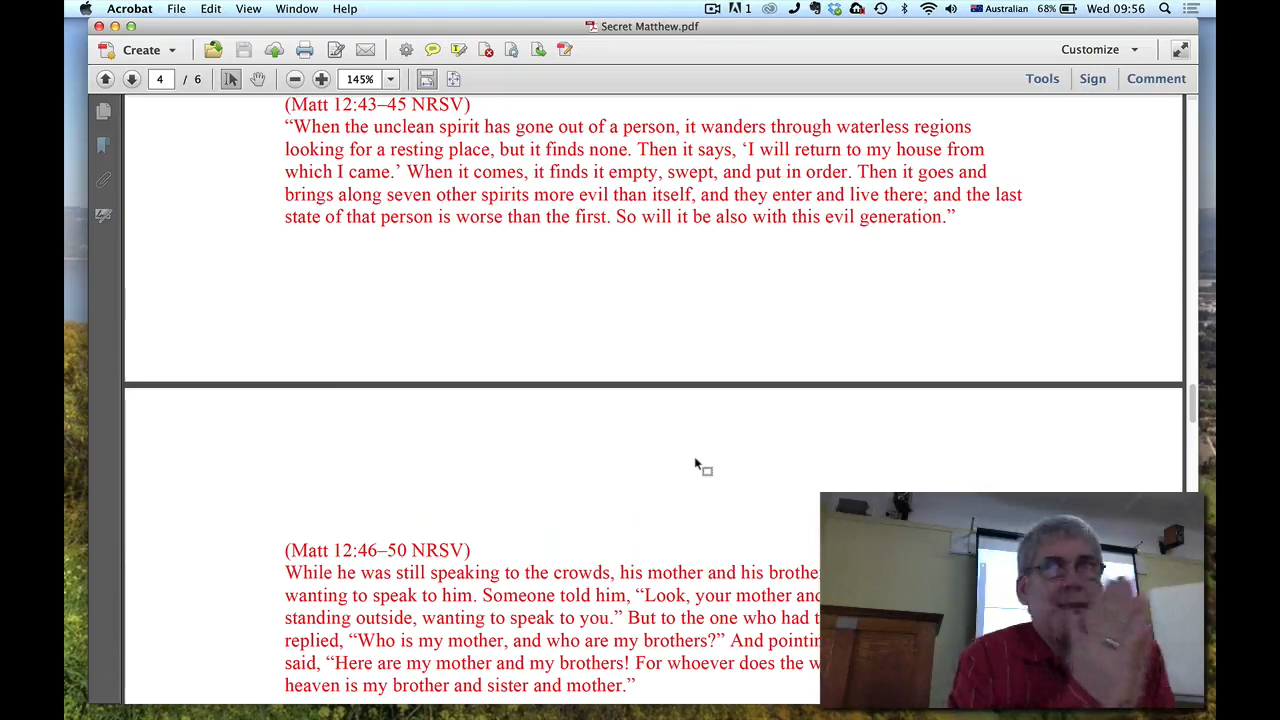 Acrobat File Edit View Window Help 1 Australian 68% Wed 09:56
Secret Matthew.pdf
Create Customize
4 / 6 145% Tools Sign Comment
(Matt 12:43–45 NRSV)
“When the unclean spirit has gone out of a person, it wanders through waterless regions
looking for a resting place, but it finds none. Then it says, ‘I will return to my house from
which I came.’ When it comes, it finds it empty, swept, and put in order. Then it goes and
brings along seven other spirits more evil than itself, and they enter and live there; and the last
state of that person is worse than the first. So will it be also with this evil generation.”
(Matt 12:46–50 NRSV)
While he was still speaking to the crowds, his mother and his brothe
wanting to speak to him. Someone told him, “Look, your mother and
standing outside, wanting to speak to you.” But to the one who had t
replied, “Who is my mother, and who are my brothers?” And pointin
said, “Here are my mother and my brothers! For whoever does the w
heaven is my brother and sister and mother.”